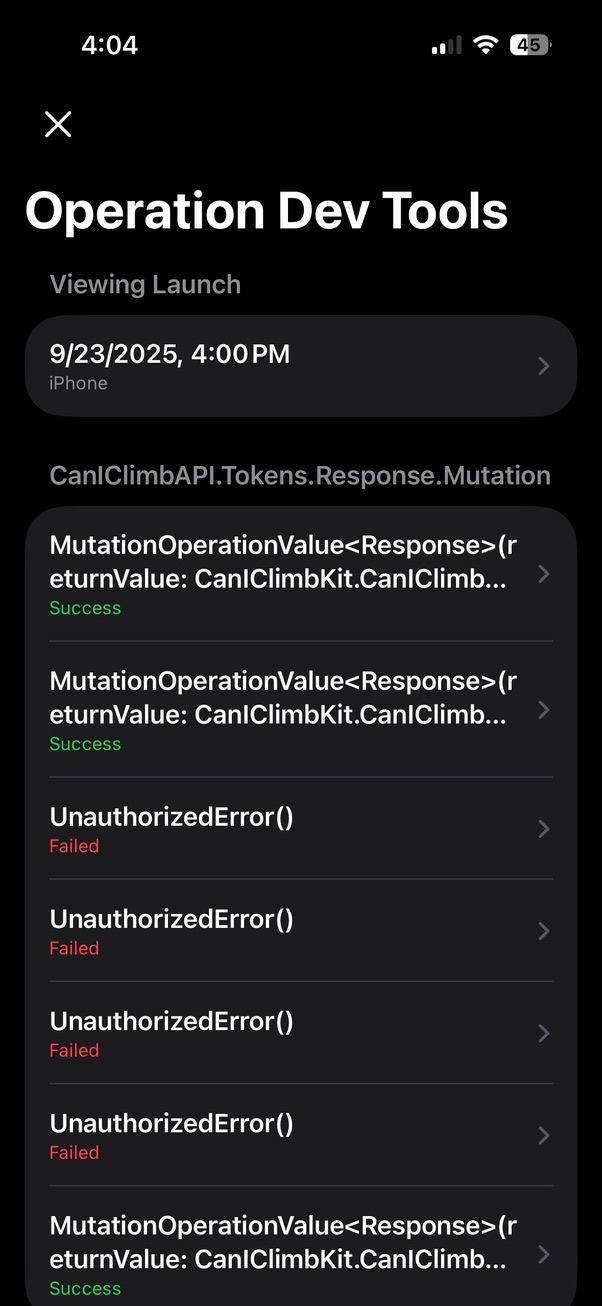 4:04
45
Operation Dev Tools
Viewing Launch
9/23/2025, 4:00 PM
iPhone
CanIClimbAPI.Tokens.Response.Mutation
MutationOperationValue<Response>(r
eturnValue: CanIClimbKit.CanIClimb...
Success
MutationOperationValue<Response>(r
eturnValue: CanIClimbKit.CanIClimb...
Success
UnauthorizedError()
Failed
UnauthorizedError()
Failed
UnauthorizedError()
Failed
UnauthorizedError()
Failed
MutationOperationValue<Response>(r
eturnValue: CanIClimbKit.CanIClimb...
Success